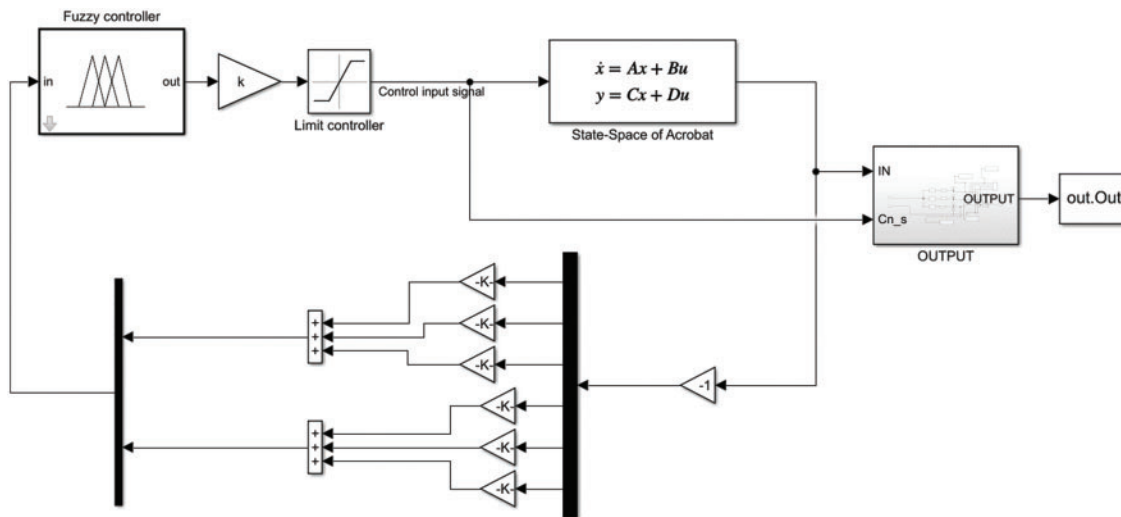 Fuzzy controller
in
out
k
Control input signal
Limit controller
ẋ = Ax + Bu
y = Cx + Du
State-Space of Acrobat
IN
Cn_s
OUTPUT
OUTPUT
out.Out
-K-
-K-
-K-
-K-
-K-
-K-
-1
+
+
+
+
+
+